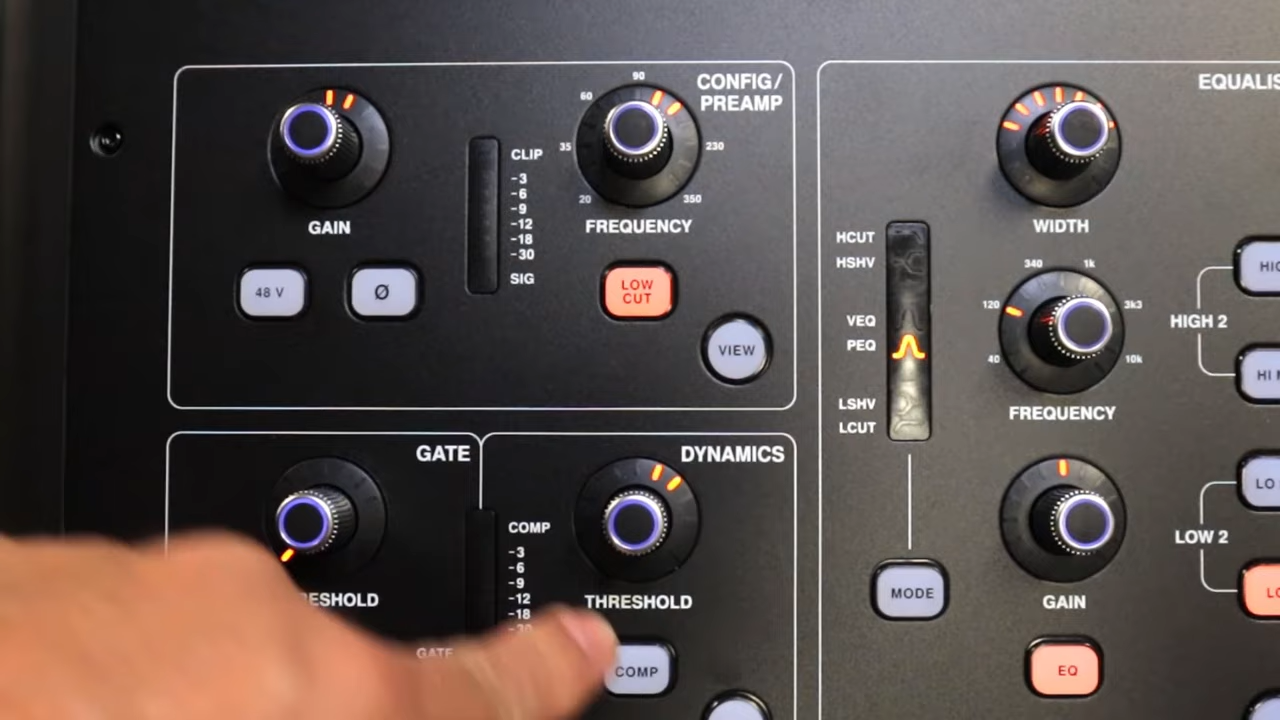 CONFIG/
PREAMP
GAIN
48 V
Ø
CLIP
-3
-6
-9
-12
-18
-30
SIG
20
35
60
90
230
350
FREQUENCY
LOW
CUT
VIEW
GATE
DYNAMICS
COMP
-3
-6
-9
-12
-18
-30
GATE
THRESHOLD
COMP
WIDTH
HCUT
HSHV
VEQ
PEQ
LSHV
LCUT
MODE
40
120
340
1k
3k3
10k
FREQUENCY
GAIN
EQ
HIGH 2
LOW 2